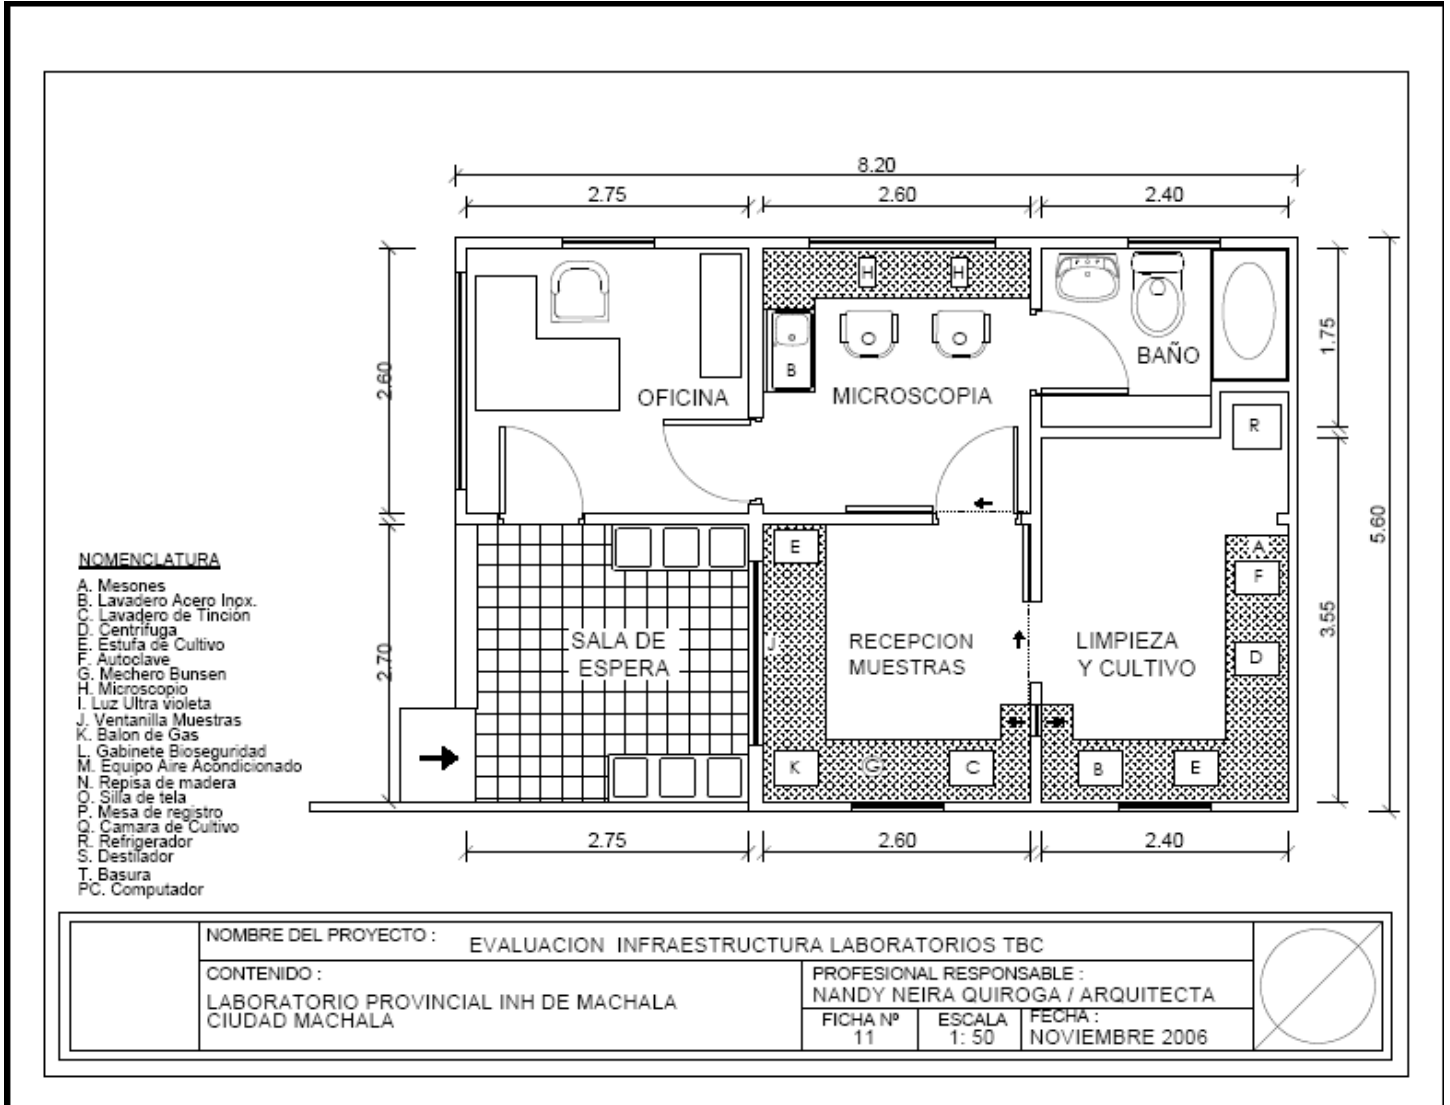 8.20
2.75
2.60
2.40
H
H
B
O
O
BAÑO
1.75
2.60
OFICINA
MICROSCOPIA
R
5.60
NOMENCLATURA
A. Mesones
B. Lavadero Acero Inox.
C. Lavadero de Tinción
D. Centrifuga
E. Estufa de Cultivo
F. Autoclave
G. Mechero Bunsen
H. Microscopio
I. Luz Ultra violeta
J. Ventanilla Muestras
K. Balon de Gas
L. Gabinete Bioseguridad
M. Equipo Aire Acondicionado
N. Repisa de madera
O. Silla de tela
P. Mesa de registro
Q. Camara de Cultivo
R. Refrigerador
S. Destilador
T. Basura
PC. Computador
2.70
SALA DE
ESPERA
E
J
RECEPCION
MUESTRAS
K
G
C
LIMPIEZA
Y CULTIVO
A
F
D
B
E
3.55
2.75
2.60
2.40
NOMBRE DEL PROYECTO :
EVALUACION INFRAESTRUCTURA LABORATORIOS TBC
CONTENIDO :
LABORATORIO PROVINCIAL INH DE MACHALA
CIUDAD MACHALA
PROFESIONAL RESPONSABLE :
NANDY NEIRA QUIROGA / ARQUITECTA
FICHA Nº
11
ESCALA
1: 50
FECHA :
NOVIEMBRE 2006